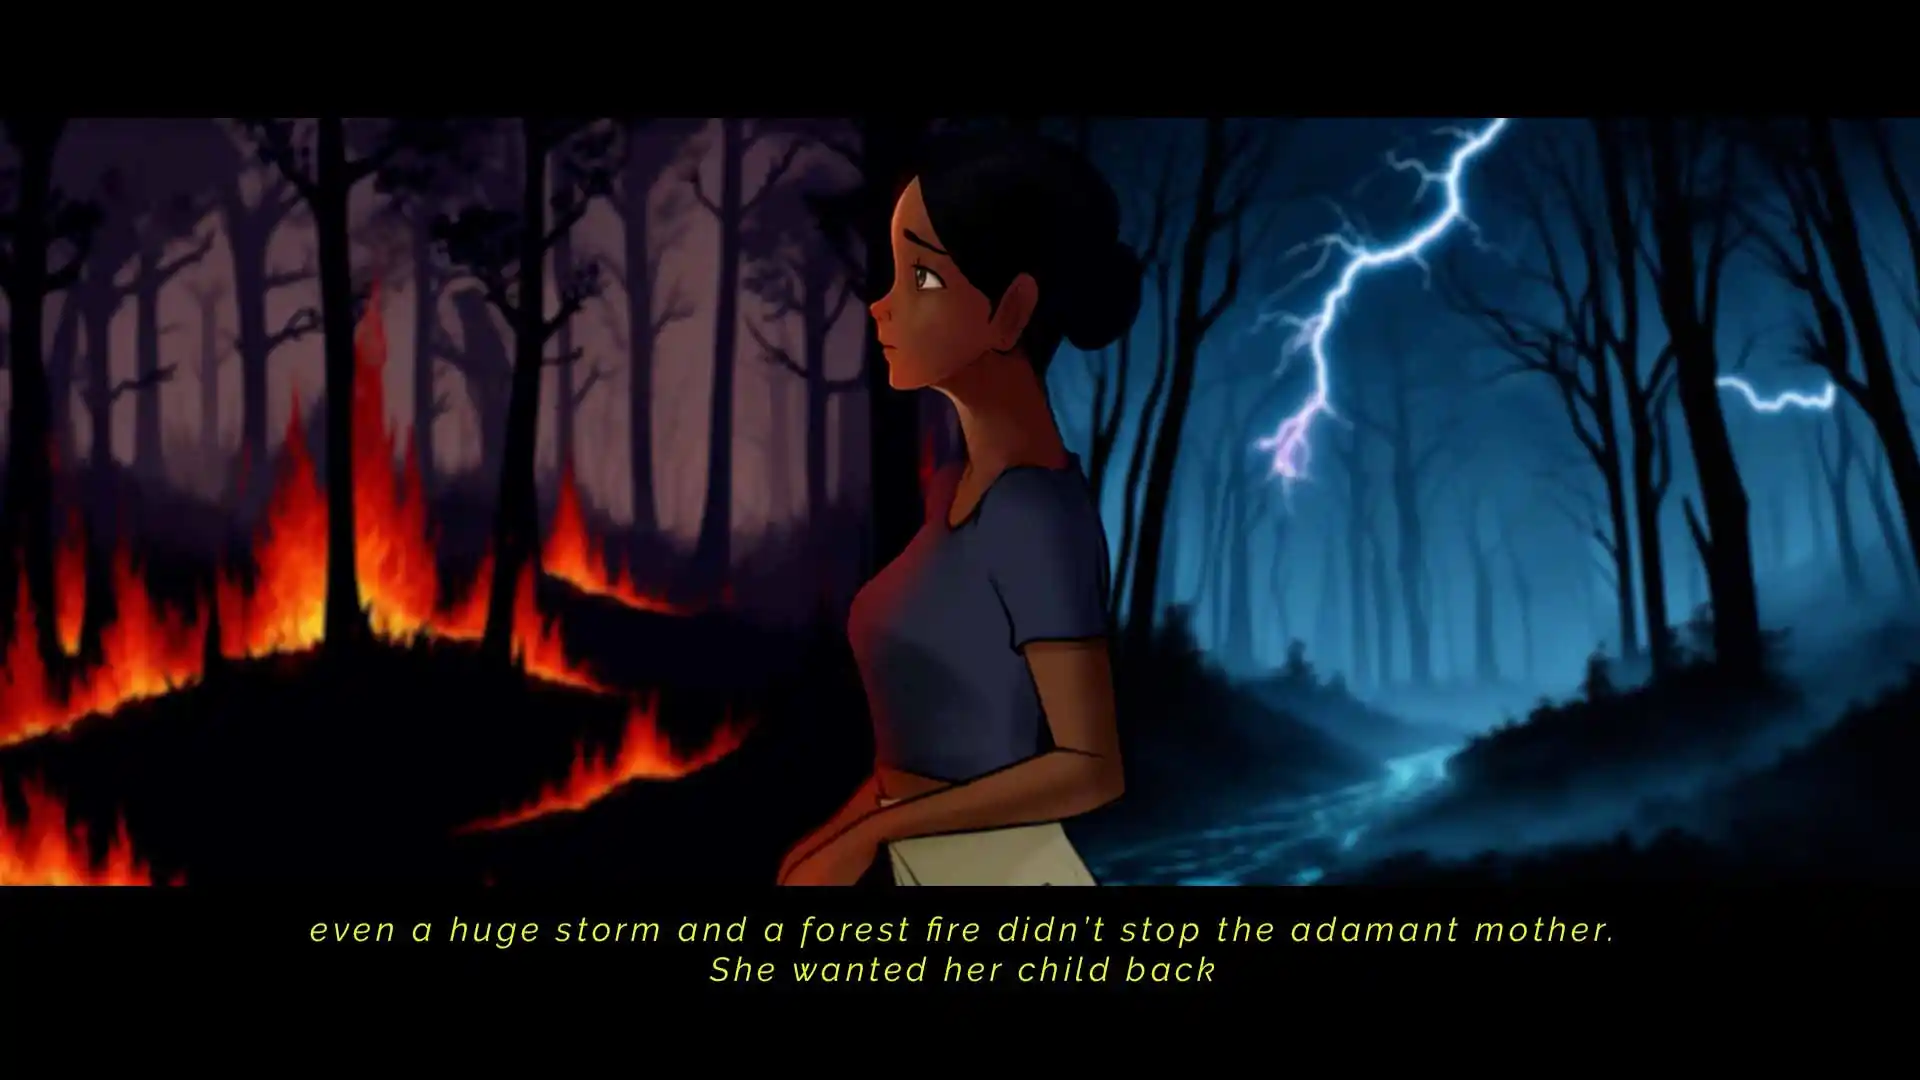 even a huge storm and a forest fire didn't stop the adamant mother.
She wanted her child back